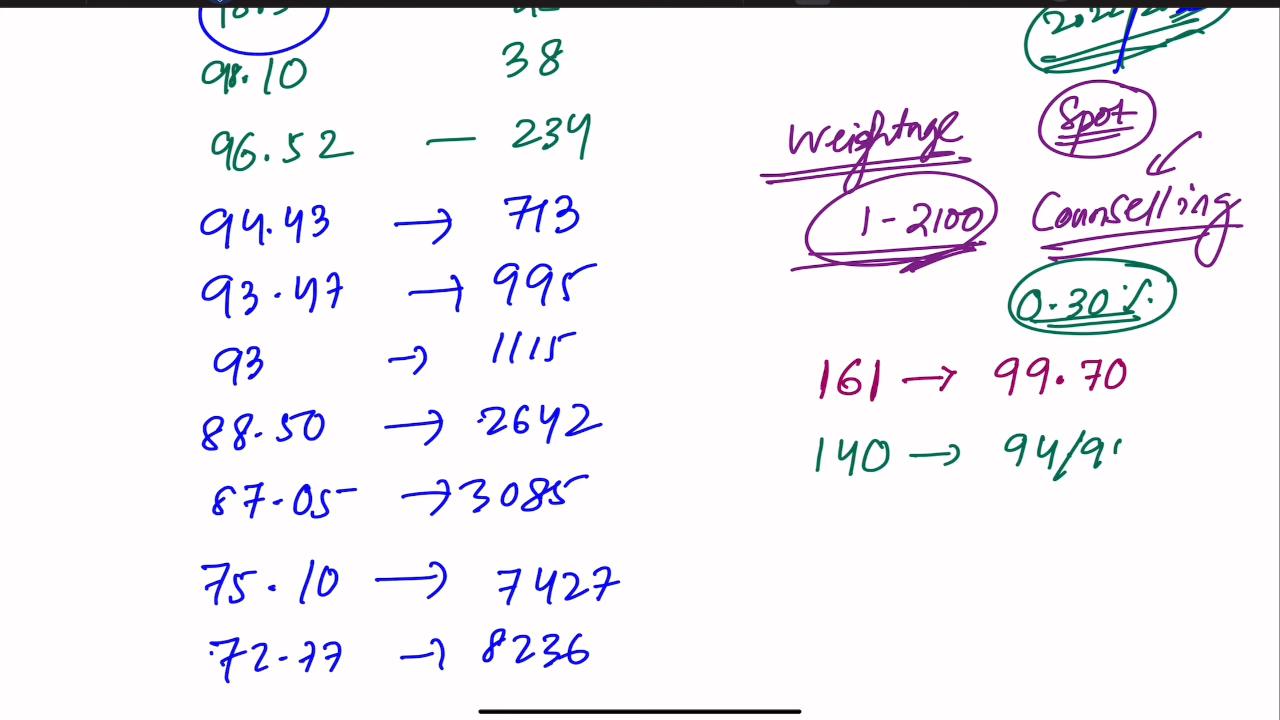 98.10 38
96.52 — 234
94.43 → 713
93.47 → 995
93 → 1115
88.50 → 2642
87.05 → 3085
75.10 → 7427
72.77 → 8236
Spot
Weightage
1-2100
Counselling
0.30%.
161 → 99.70
140 → 94/9